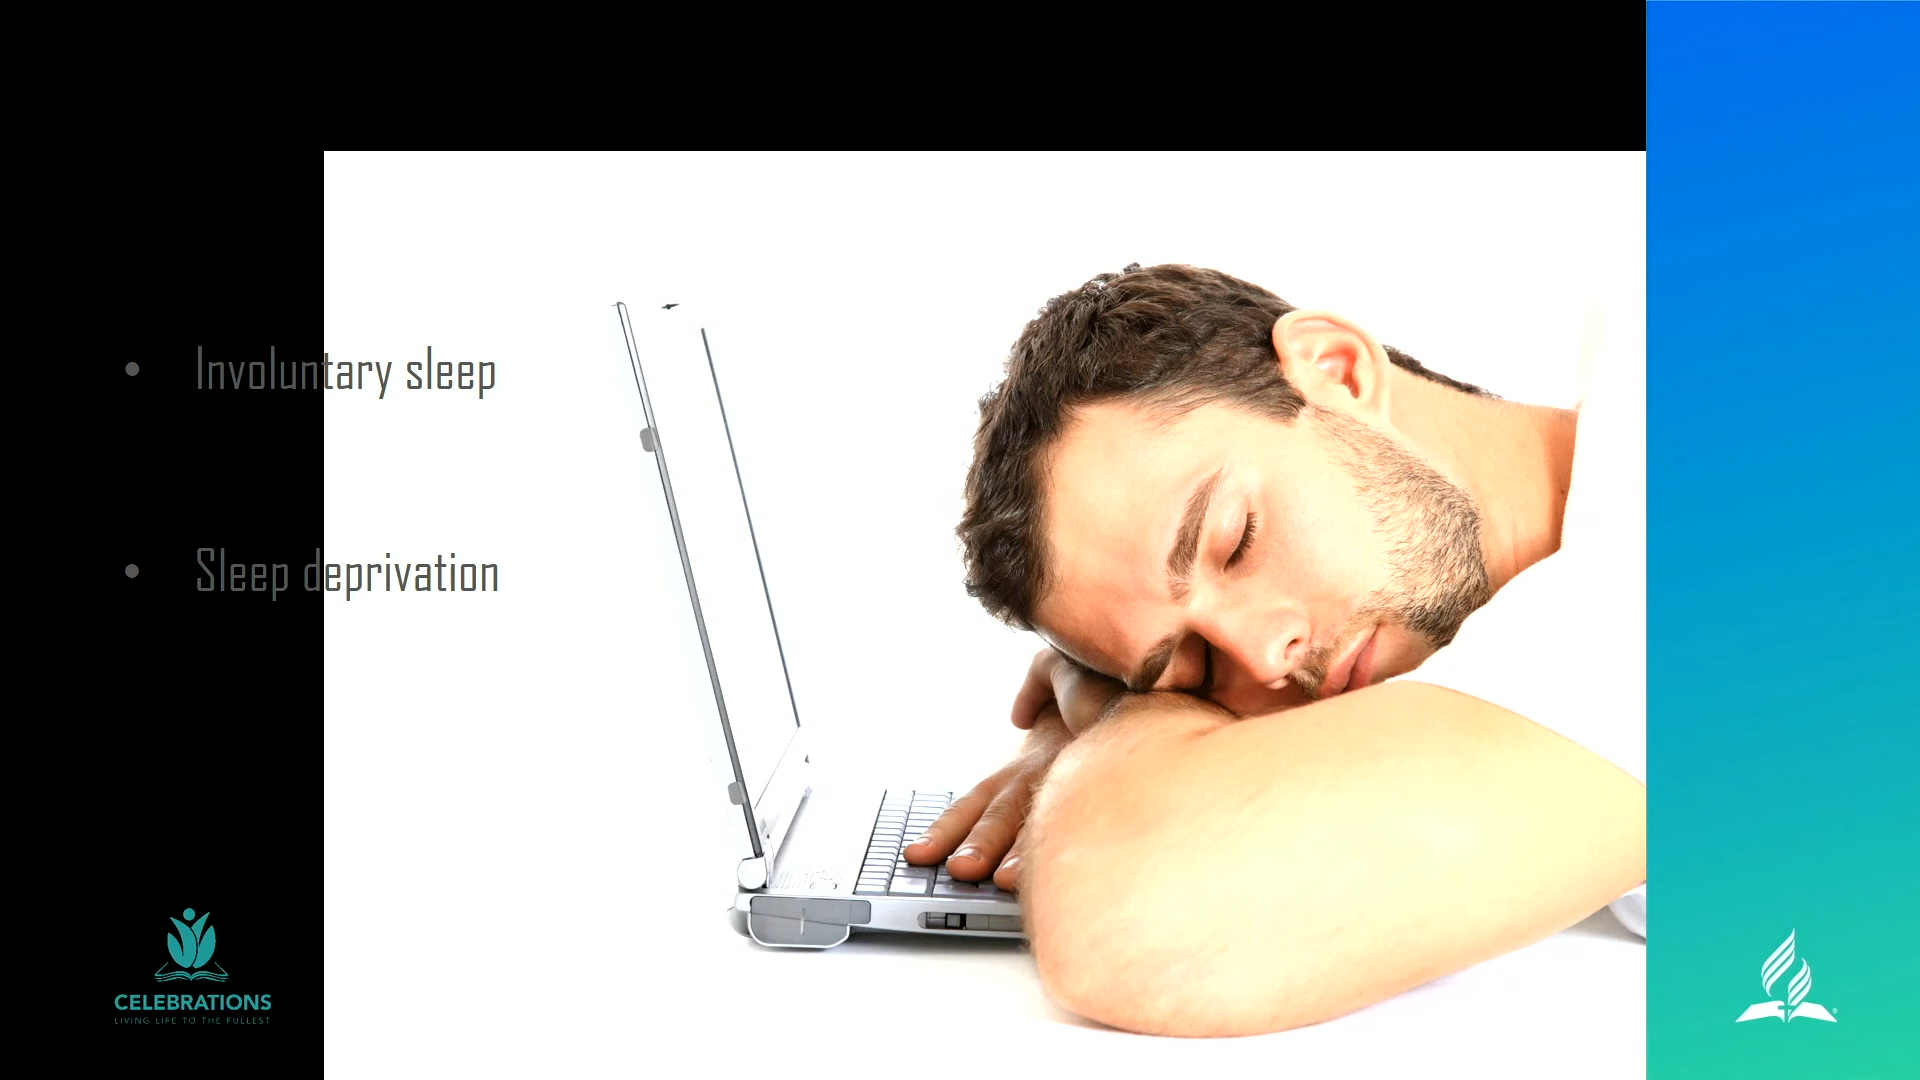 • Involuntary sleep
• Sleep deprivation
CELEBRATIONS
LIVING LIFE TO THE FULLEST